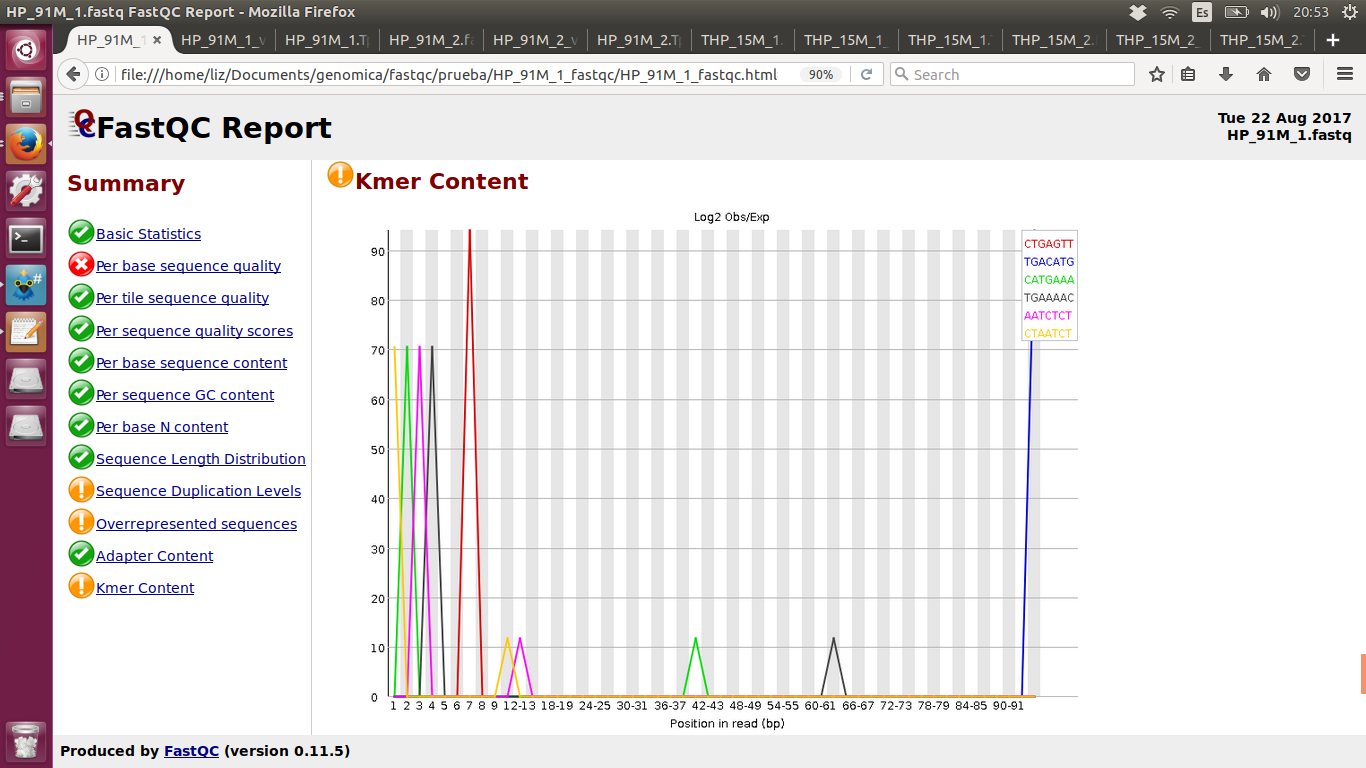 HP_91M_1.fastq FastQC Report - Mozilla Firefox
Es
20:53
HP_91M_1
HP_91M_1_v
HP_91M_1.Tp
HP_91M_2.fa
HP_91M_2_v
HP_91M_2.Tp
THP_15M_1.
THP_15M_1_
THP_15M_1.
THP_15M_2.
THP_15M_2_
THP_15M_2.
file:///home/liz/Documents/genomica/fastqc/prueba/HP_91M_1_fastqc/HP_91M_1_fastqc.html
90%
Search
FastQC Report
Tue 22 Aug 2017
HP_91M_1.fastq
Summary
Basic Statistics
Per base sequence quality
Per tile sequence quality
Per sequence quality scores
Per base sequence content
Per sequence GC content
Per base N content
Sequence Length Distribution
Sequence Duplication Levels
Overrepresented sequences
Adapter Content
Kmer Content
Kmer Content
Log2 Obs/Exp
CTGAGTT
TGACATG
CATGAAA
TGAAAAC
AATCTCT
CTAATCT
90
80
70
60
50
40
30
20
10
0
1 2 3 4 5 6 7 8 9 12-13 18-19 24-25 30-31 36-37 42-43 48-49 54-55 60-61 66-67 72-73 78-79 84-85 90-91
Position in read (bp)
Produced by FastQC (version 0.11.5)